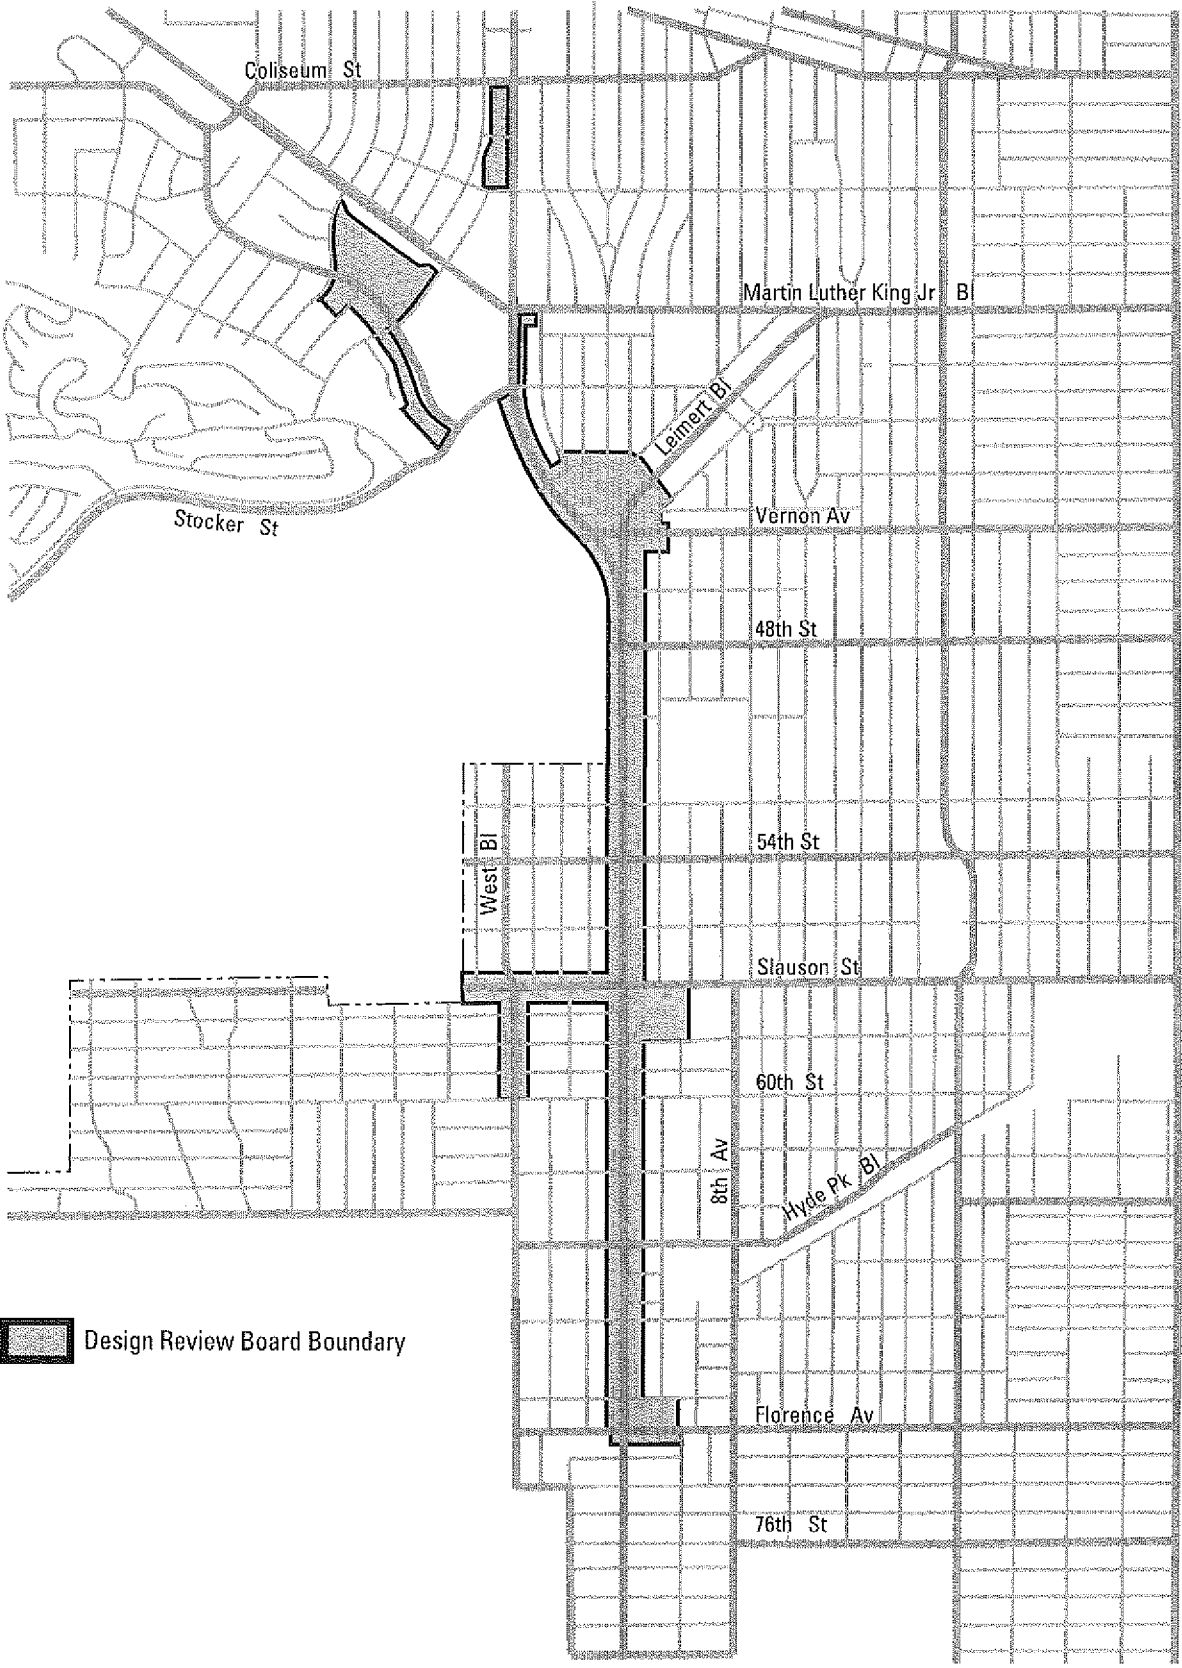 Coliseum St
Martin Luther King Jr Bl
Leimert Bl
Stocker St
Vernon Av
48th St
54th St
West Bl
Slauson St
60th St
8th Av
Hyde Pk Bl
Design Review Board Boundary
Florence Av
76th St